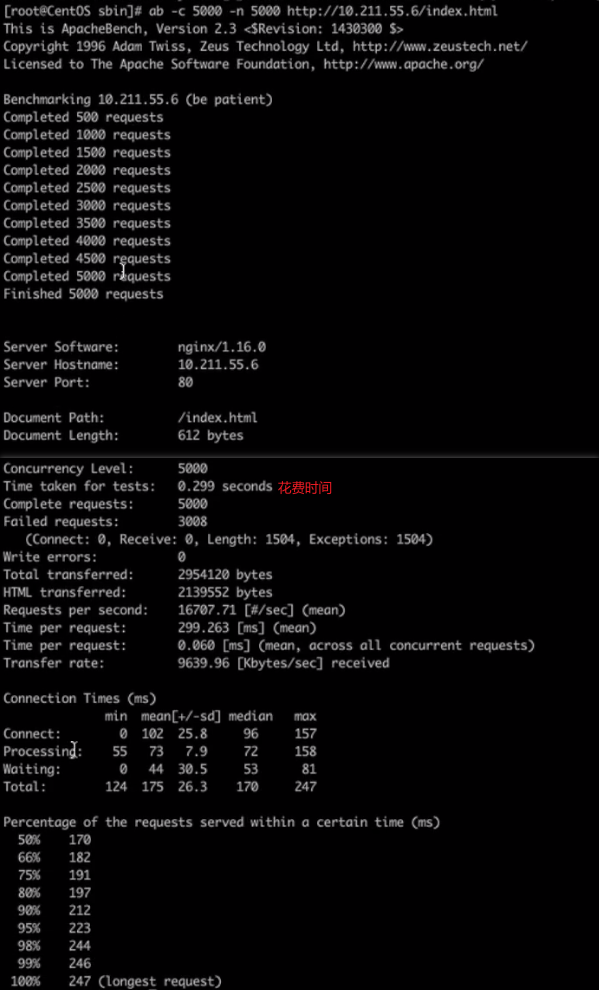 [root@CentOS sbin]# ab -c 5000 -n 5000 http://10.211.55.6/index.html
This is ApacheBench, Version 2.3 <$Revision: 1430300 $>
Copyright 1996 Adam Twiss, Zeus Technology Ltd, http://www.zeustech.net/
Licensed to The Apache Software Foundation, http://www.apache.org/
Benchmarking 10.211.55.6 (be patient)
Completed 500 requests
Completed 1000 requests
Completed 1500 requests
Completed 2000 requests
Completed 2500 requests
Completed 3000 requests
Completed 3500 requests
Completed 4000 requests
Completed 4500 requests
Completed 5000 requests
Finished 5000 requests
Server Software: nginx/1.16.0
Server Hostname: 10.211.55.6
Server Port: 80
Document Path: /index.html
Document Length: 612 bytes
Concurrency Level: 5000
Time taken for tests: 0.299 seconds 花费时间
Complete requests: 5000
Failed requests: 3008
(Connect: 0, Receive: 0, Length: 1504, Exceptions: 1504)
Write errors: 0
Total transferred: 2954120 bytes
HTML transferred: 2139552 bytes
Requests per second: 16707.71 [#/sec] (mean)
Time per request: 299.263 [ms] (mean)
Time per request: 0.060 [ms] (mean, across all concurrent requests)
Transfer rate: 9639.96 [Kbytes/sec] received
Connection Times (ms)
min mean[+/-sd] median max
Connect: 0 102 25.8 96 157
Processing: 55 73 7.9 72 158
Waiting: 0 44 30.5 53 81
Total: 124 175 26.3 170 247
Percentage of the requests served within a certain time (ms)
50% 170
66% 182
75% 191
80% 197
90% 212
95% 223
98% 244
99% 246
100% 247 (longest request)